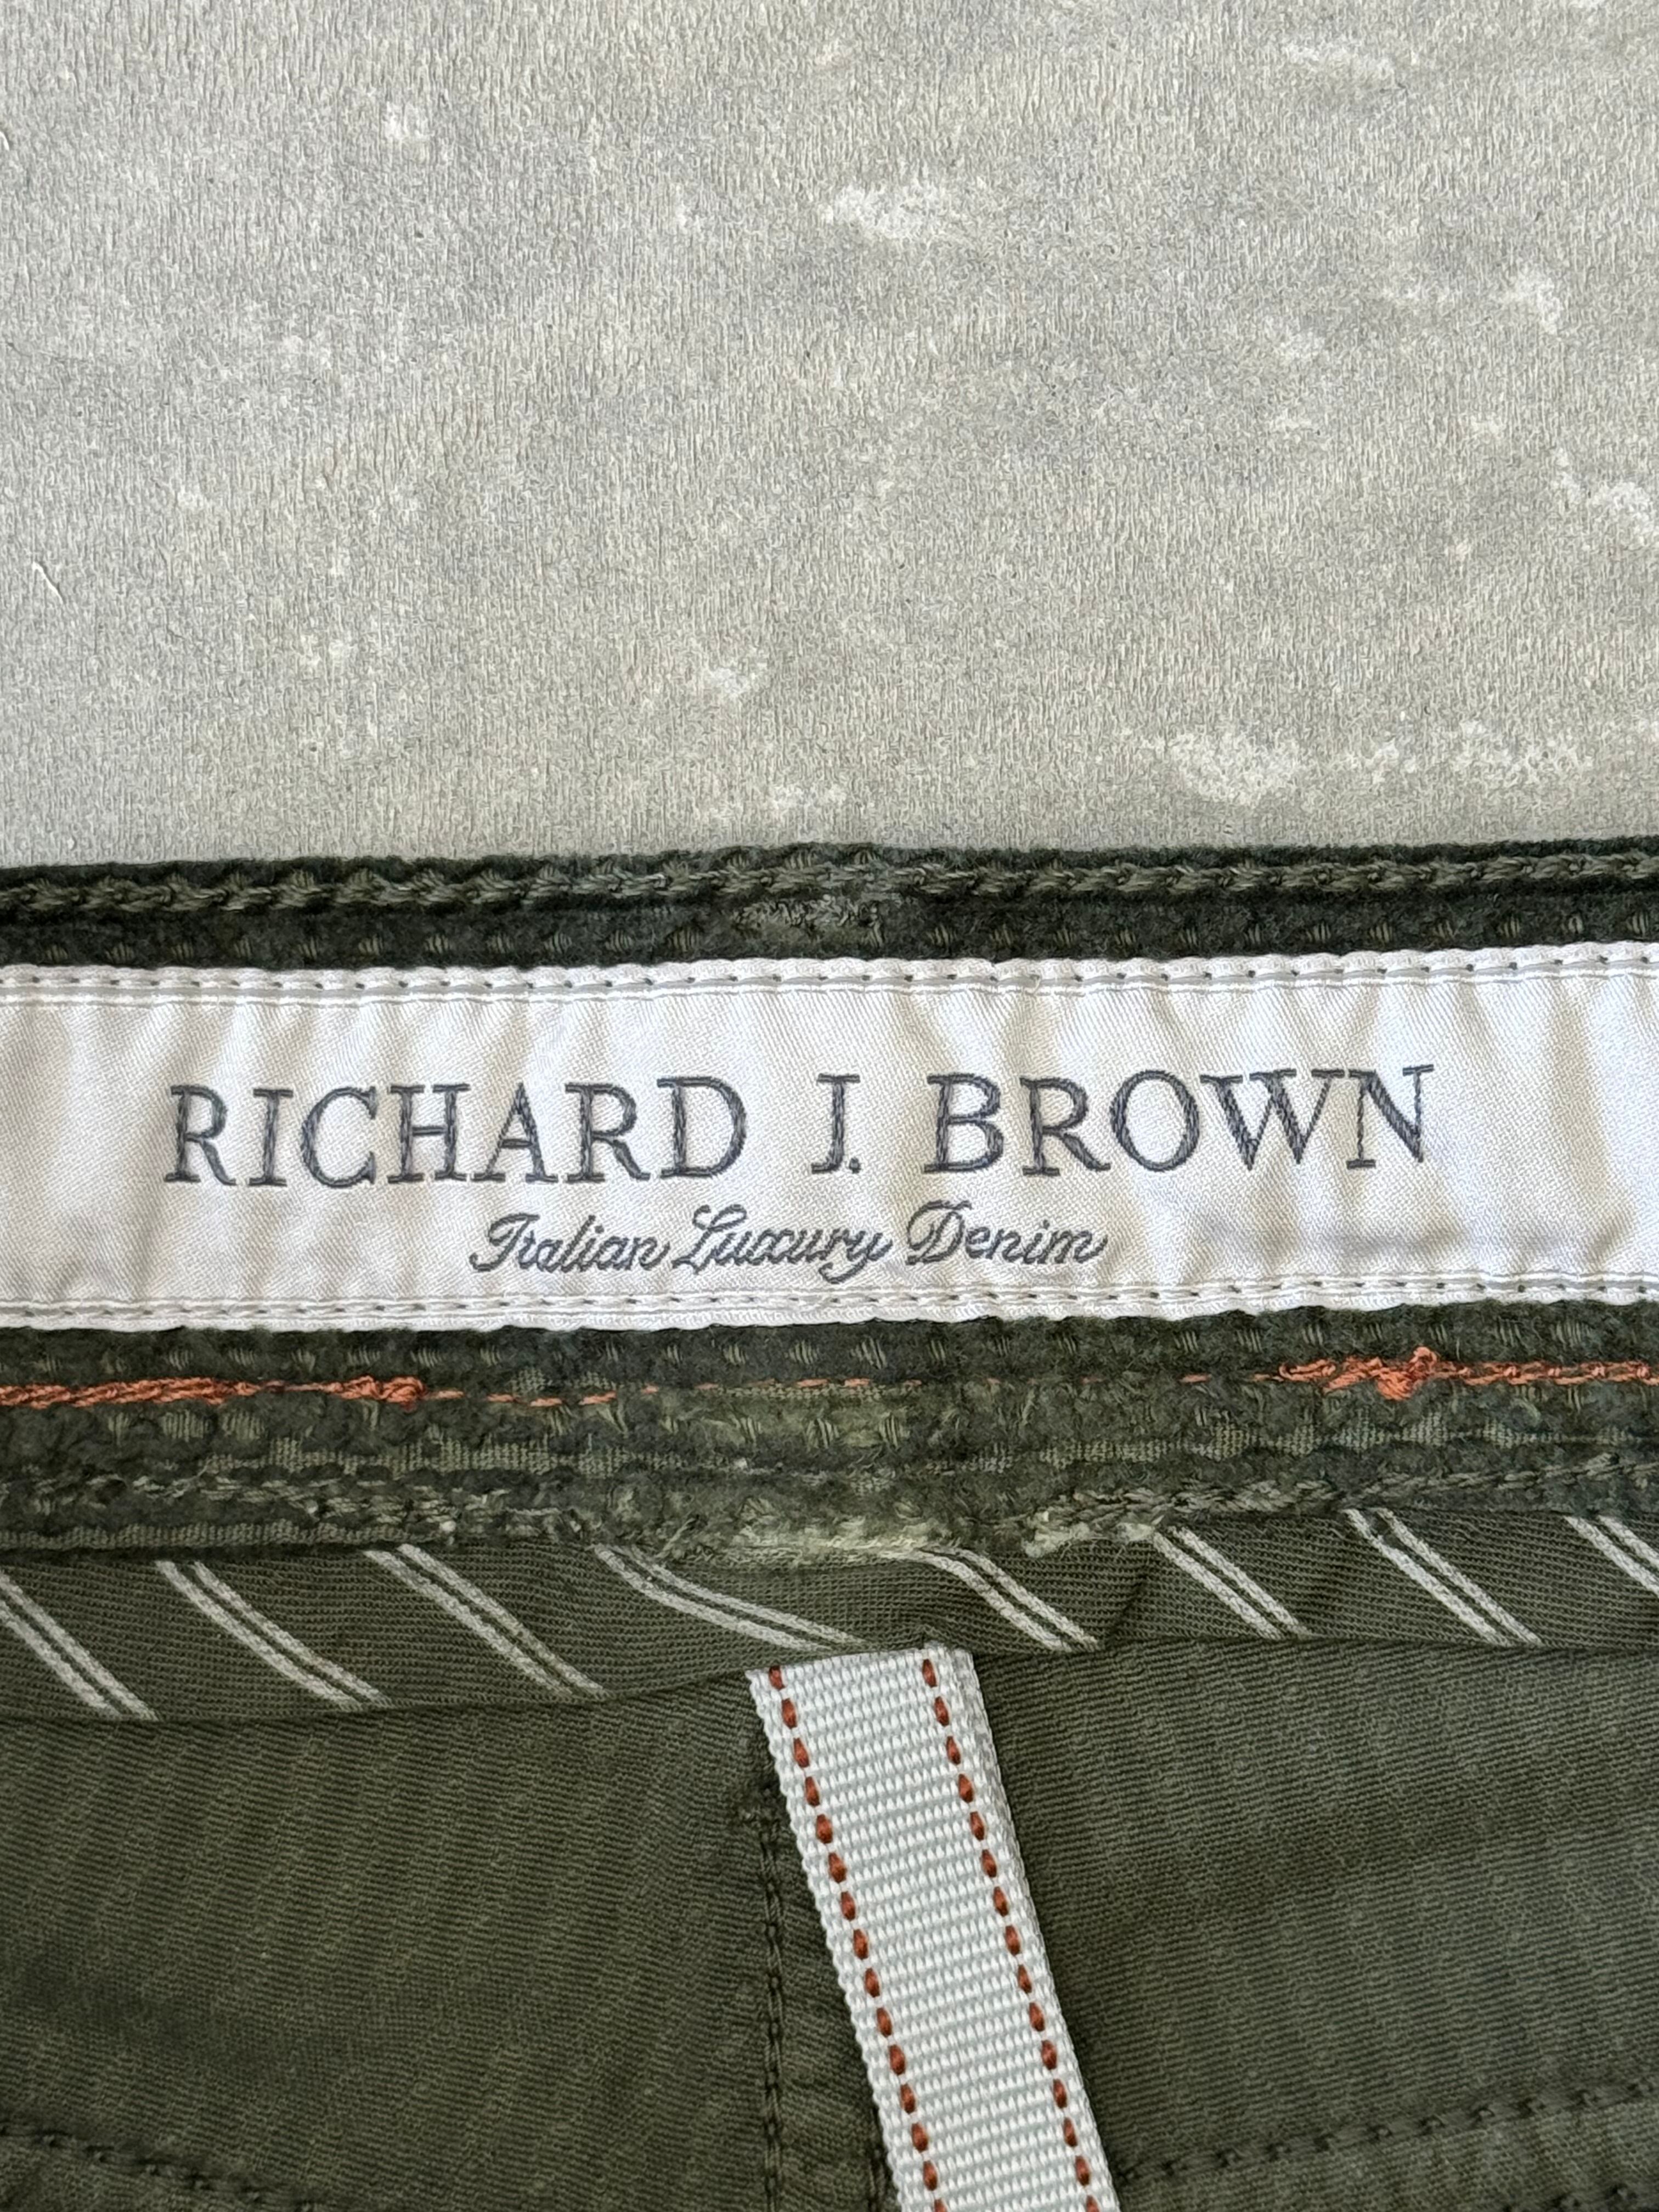 RICHARD J. BROWN
Italian Luxury Denim